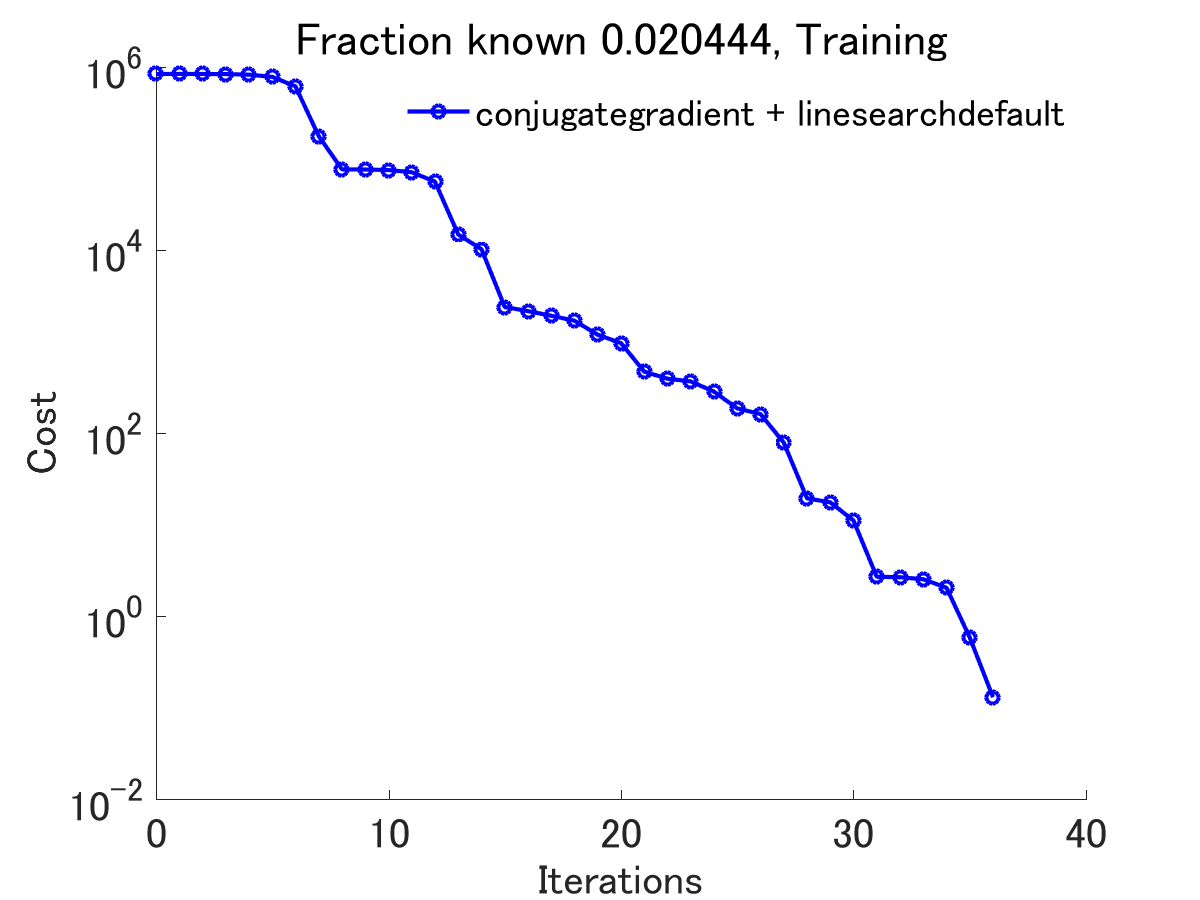 Fraction known 0.020444, Training
conjugategradient + linesearchdefault
10^6
10^4
10^2
10^0
10^-2
Cost
0 10 20 30 40
Iterations